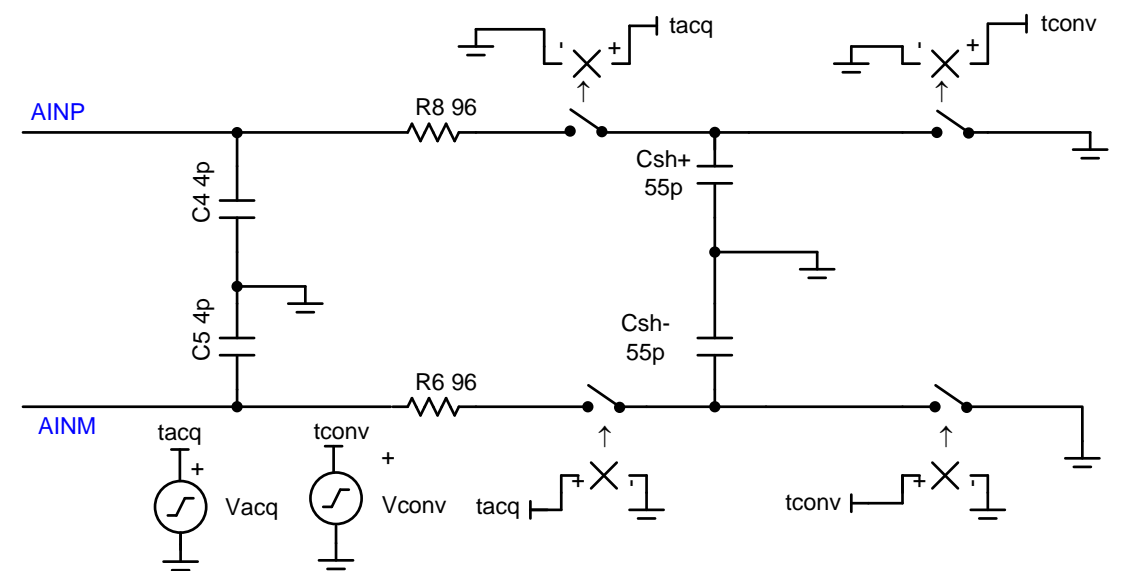 tacq
tconv
AINP
R8 96
Csh+
55p
C4 4p
C5 4p
Csh-
55p
R6 96
AINM
tacq
tconv
Vacq
Vconv
tacq
tconv